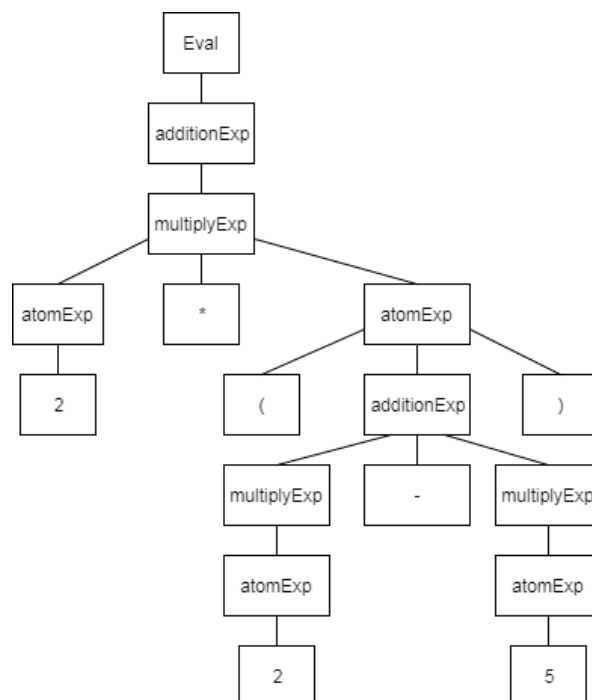 Eval
additionExp
multiplyExp
atomExp * atomExp
2 ( additionExp )
multiplyExp - multiplyExp
atomExp atomExp
2 5